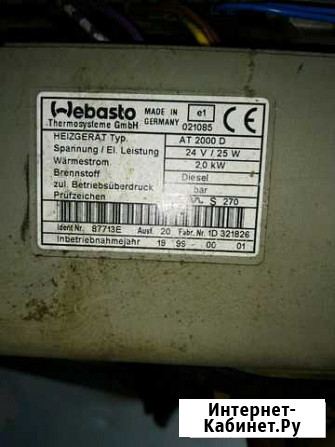 Webasto
Thermosysteme GmbH
MADE IN
GERMANY
e1
021085
CE
HEIZGERÄT Typ. AT 2000 D
Spannung / El. Leistung 24 V / 25 W
Wärmestrom 2,0 kW
Brennstoff Diesel
zul. Betriebsüberdruck bar
Prüfzeichen S 270
Ident Nr. 87713E Ausf. 20 Fabr. Nr. 1D 321826
Inbetriebnahmejahr 19 99 00 01
Интернет-
Кабинет.Ру